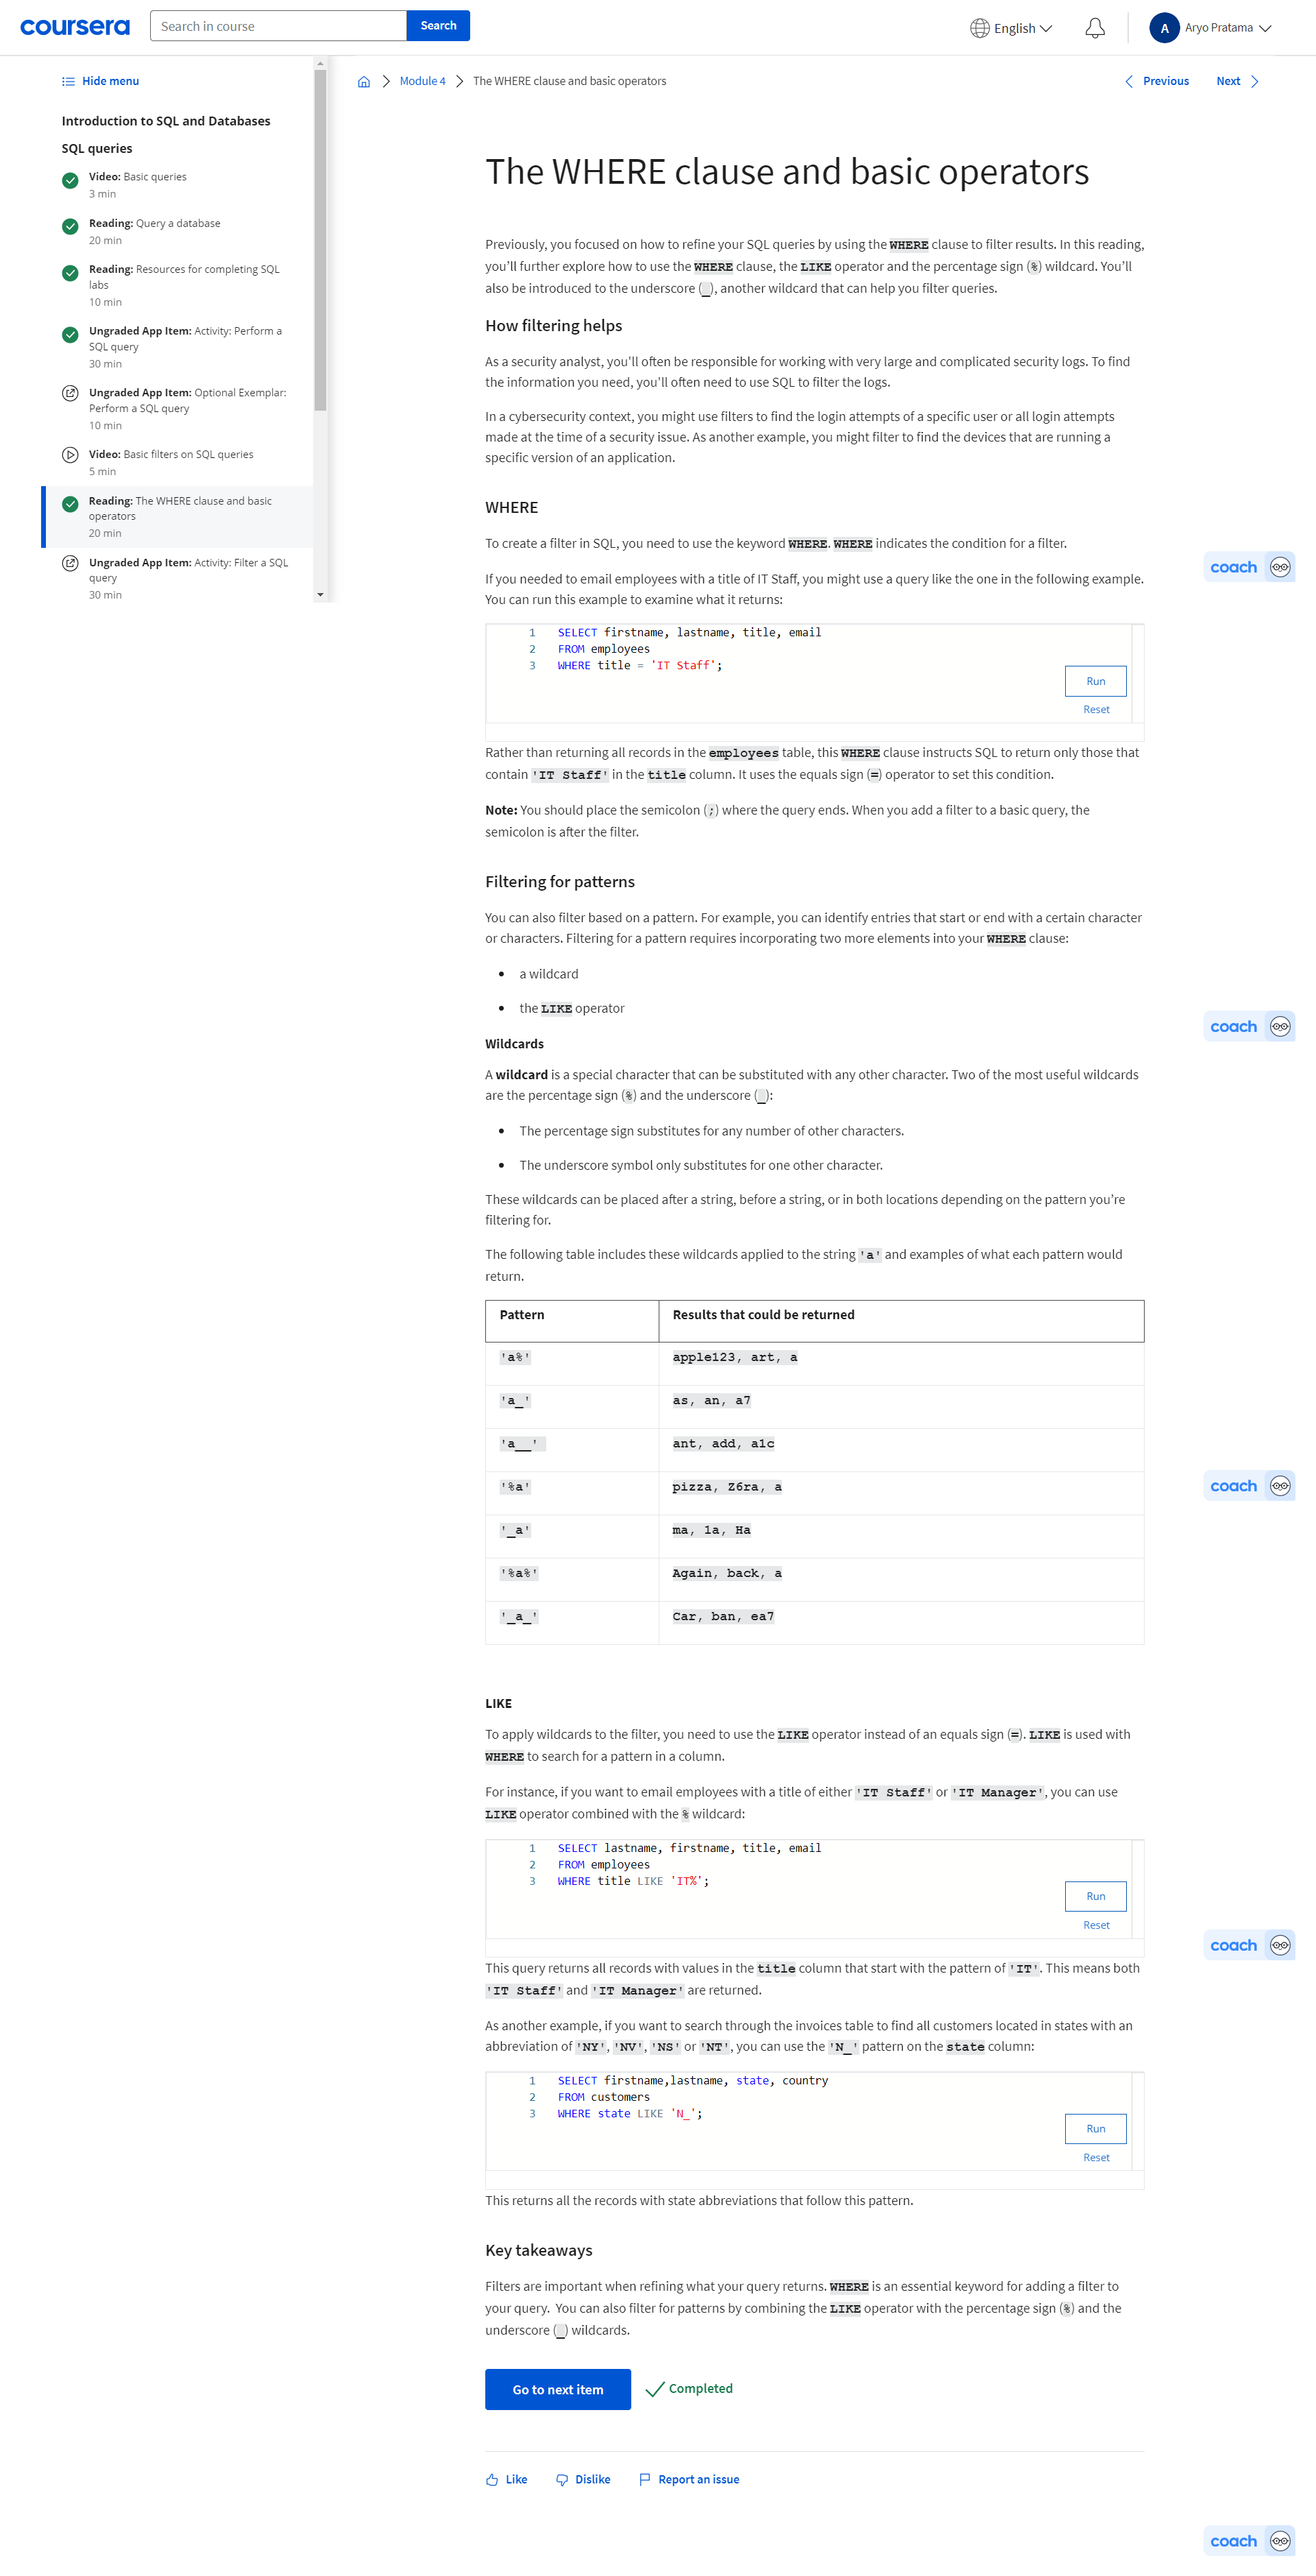 coursera
Search in course
Search
English
A
Aryo Pratama
Hide menu
Introduction to SQL and Databases
SQL queries
Video: Basic queries
3 min
Reading: Query a database
20 min
Reading: Resources for completing SQL
labs
10 min
Ungraded App Item: Activity: Perform a
SQL query
30 min
Ungraded App Item: Optional Exemplar:
Perform a SQL query
10 min
Video: Basic filters on SQL queries
5 min
Reading: The WHERE clause and basic
operators
20 min
Ungraded App Item: Activity: Filter a SQL
query
30 min
Module 4
The WHERE clause and basic operators
Previous
Next
The WHERE clause and basic operators
Previously, you focused on how to refine your SQL queries by using the WHERE clause to filter results. In this reading,
you’ll further explore how to use the WHERE clause, the LIKE operator and the percentage sign (%) wildcard. You’ll
also be introduced to the underscore (_), another wildcard that can help you filter queries.
How filtering helps
As a security analyst, you'll often be responsible for working with very large and complicated security logs. To find
the information you need, you'll often need to use SQL to filter the logs.
In a cybersecurity context, you might use filters to find the login attempts of a specific user or all login attempts
made at the time of a security issue. As another example, you might filter to find the devices that are running a
specific version of an application.
WHERE
To create a filter in SQL, you need to use the keyword WHERE. WHERE indicates the condition for a filter.
If you needed to email employees with a title of IT Staff, you might use a query like the one in the following example.
You can run this example to examine what it returns:
1 SELECT firstname, lastname, title, email
2 FROM employees
3 WHERE title = 'IT Staff';
Run
Reset
Rather than returning all records in the employees table, this WHERE clause instructs SQL to return only those that
contain 'IT Staff' in the title column. It uses the equals sign (=) operator to set this condition.
Note: You should place the semicolon (;) where the query ends. When you add a filter to a basic query, the
semicolon is after the filter.
Filtering for patterns
You can also filter based on a pattern. For example, you can identify entries that start or end with a certain character
or characters. Filtering for a pattern requires incorporating two more elements into your WHERE clause:
• a wildcard
• the LIKE operator
Wildcards
A wildcard is a special character that can be substituted with any other character. Two of the most useful wildcards
are the percentage sign (%) and the underscore (_):
• The percentage sign substitutes for any number of other characters.
• The underscore symbol only substitutes for one other character.
These wildcards can be placed after a string, before a string, or in both locations depending on the pattern you’re
filtering for.
The following table includes these wildcards applied to the string 'a' and examples of what each pattern would
return.
Pattern Results that could be returned
'a%' apple123, art, a
'a_' as, an, a7
'a__' ant, add, a1c
'%a' pizza, Z6ra, a
'_a' ma, 1a, Ha
'%a%' Again, back, a
'_a_' Car, ban, ea7
LIKE
To apply wildcards to the filter, you need to use the LIKE operator instead of an equals sign (=). LIKE is used with
WHERE to search for a pattern in a column.
For instance, if you want to email employees with a title of either 'IT Staff' or 'IT Manager', you can use
LIKE operator combined with the % wildcard:
1 SELECT lastname, firstname, title, email
2 FROM employees
3 WHERE title LIKE 'IT%';
Run
Reset
This query returns all records with values in the title column that start with the pattern of 'IT'. This means both
'IT Staff' and 'IT Manager' are returned.
As another example, if you want to search through the invoices table to find all customers located in states with an
abbreviation of 'NY', 'NV', 'NS' or 'NT', you can use the 'N_' pattern on the state column:
1 SELECT firstname,lastname, state, country
2 FROM customers
3 WHERE state LIKE 'N_';
Run
Reset
This returns all the records with state abbreviations that follow this pattern.
Key takeaways
Filters are important when refining what your query returns. WHERE is an essential keyword for adding a filter to
your query. You can also filter for patterns by combining the LIKE operator with the percentage sign (%) and the
underscore (_) wildcards.
Go to next item
Completed
Like
Dislike
Report an issue
coach
coach
coach
coach
coach